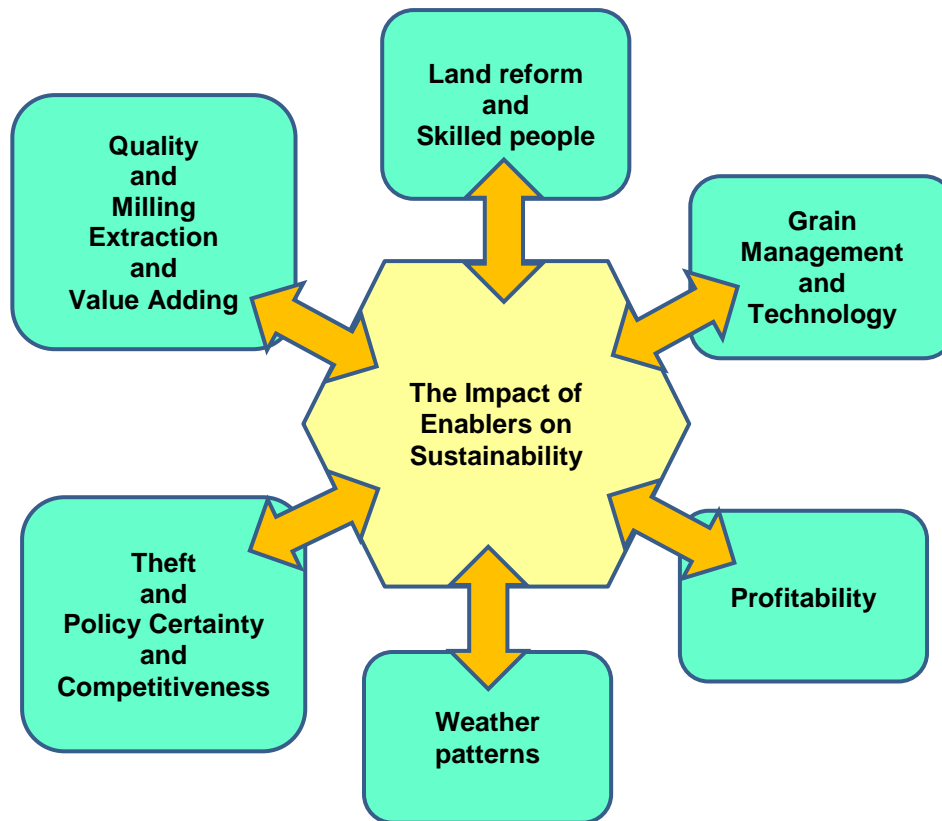 Land reform
and
Skilled people
Quality
and
Milling
Extraction
and
Value Adding
Grain
Management
and
Technology
The Impact of
Enablers on
Sustainability
Theft
and
Policy Certainty
and
Competitiveness
Profitability
Weather
patterns